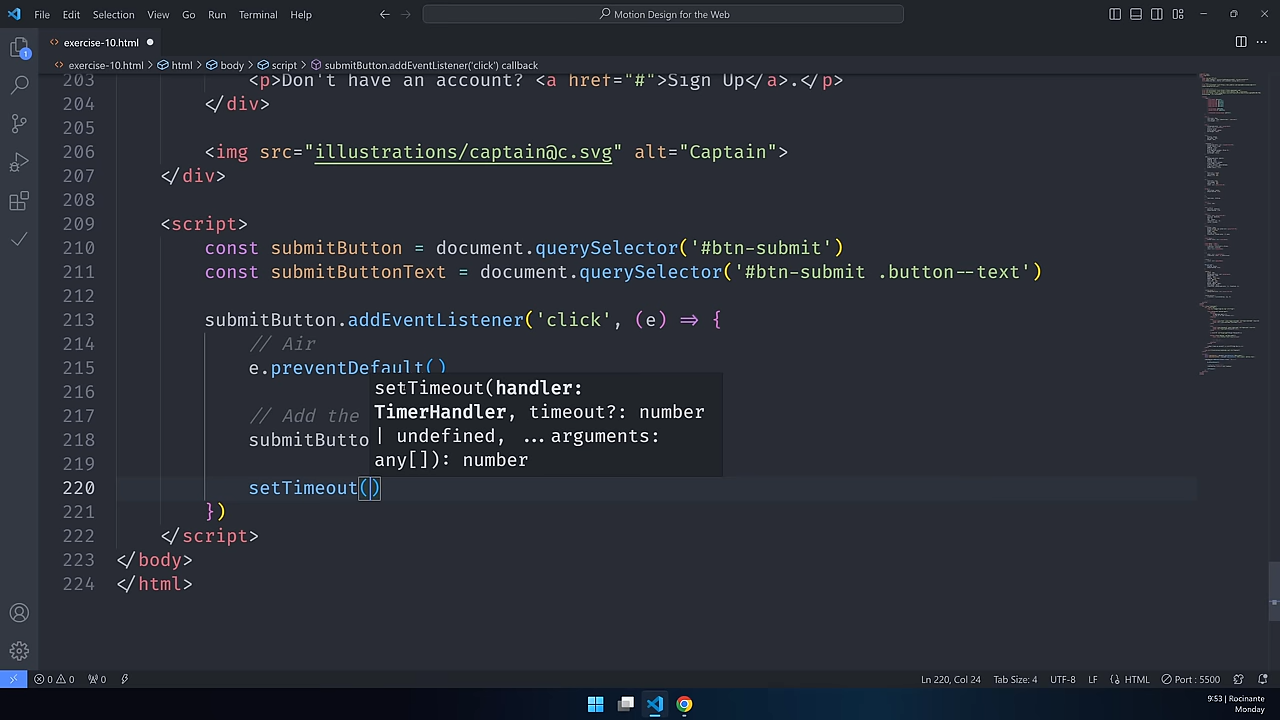 File Edit Selection View Go Run Terminal Help
Motion Design for the Web
exercise-10.html
exercise-10.html > html > body > script > submitButton.addEventListener('click') callback
203 <p>Don't have an account? <a href="#">Sign Up</a>.</p>
204 </div>
205
206 <img src="illustrations/captain@c.svg" alt="Captain">
207 </div>
208
209 <script>
210 const submitButton = document.querySelector('#btn-submit')
211 const submitButtonText = document.querySelector('#btn-submit .button--text')
212
213 submitButton.addEventListener('click', (e) => {
214 // Air
215 e.preventDefault()
216
217 // Add the
218 submitButto
219
setTimeout(handler:
TimerHandler, timeout?: number
| undefined, ...arguments:
any[]): number
220 setTimeout()
221 })
222 </script>
223 </body>
224 </html>
1
0 0 0 Ln 220, Col 24 Tab Size: 4 UTF-8 LF HTML Port : 5500
9:53 | Rocinante
Monday